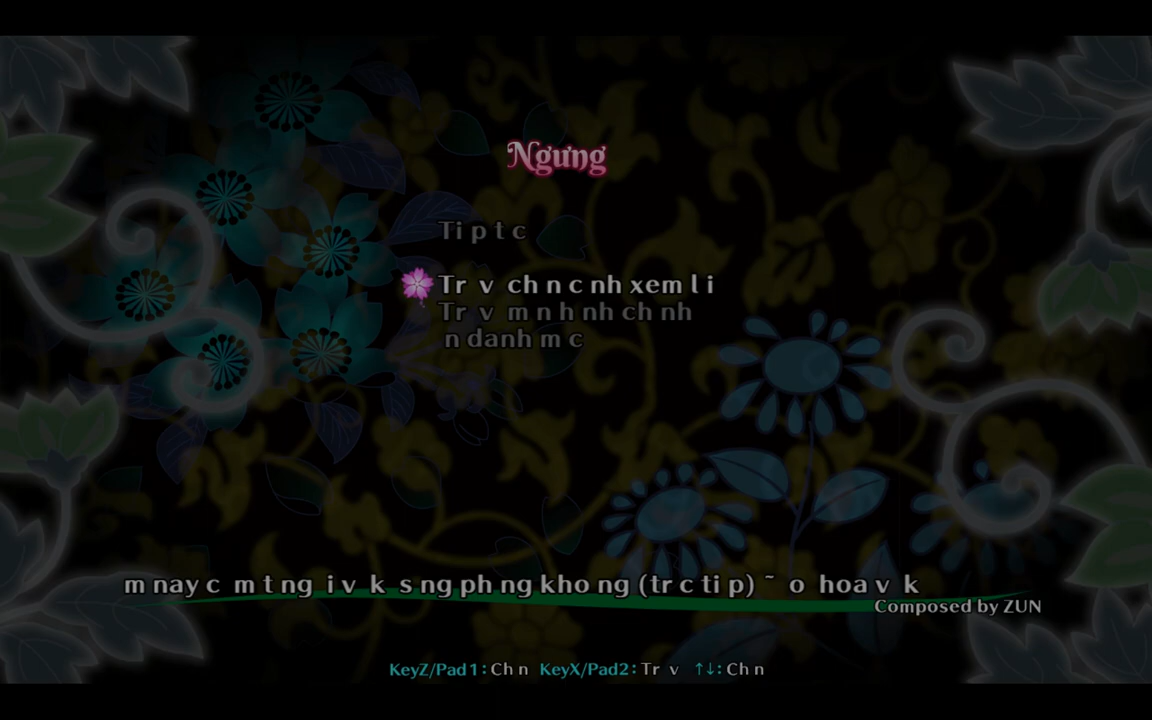 Ngưng
Ti p t c
Tr v ch n c nh xem l i
Tr v m n h nh ch nh
n danh m c
m nay c m t ng i v k s ng ph ng kho ng (tr c ti p) ~ o hoa v k
Composed by ZUN
KeyZ/Pad1: Ch n KeyX/Pad2: Tr v ↑↓: Ch n